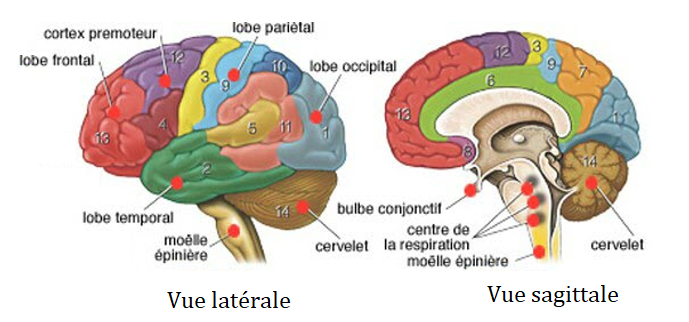 cortex premoteur
lobe pariétal
lobe frontal
lobe occipital
12
3
9
10
13
4
5
11
1
2
14
lobe temporal
moëlle
épinière
cervelet
Vue latérale
12
3
9
7
6
13
8
11
14
bulbe conjonctif
centre de
la respiration
moëlle épinière
cervelet
Vue sagittale